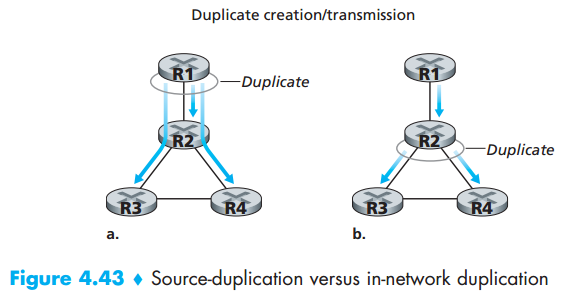 Duplicate creation/transmission
R1
Duplicate
R2
R3
R4
a.
R1
R2
Duplicate
R3
R4
b.
Figure 4.43 ♦ Source-duplication versus in-network duplication